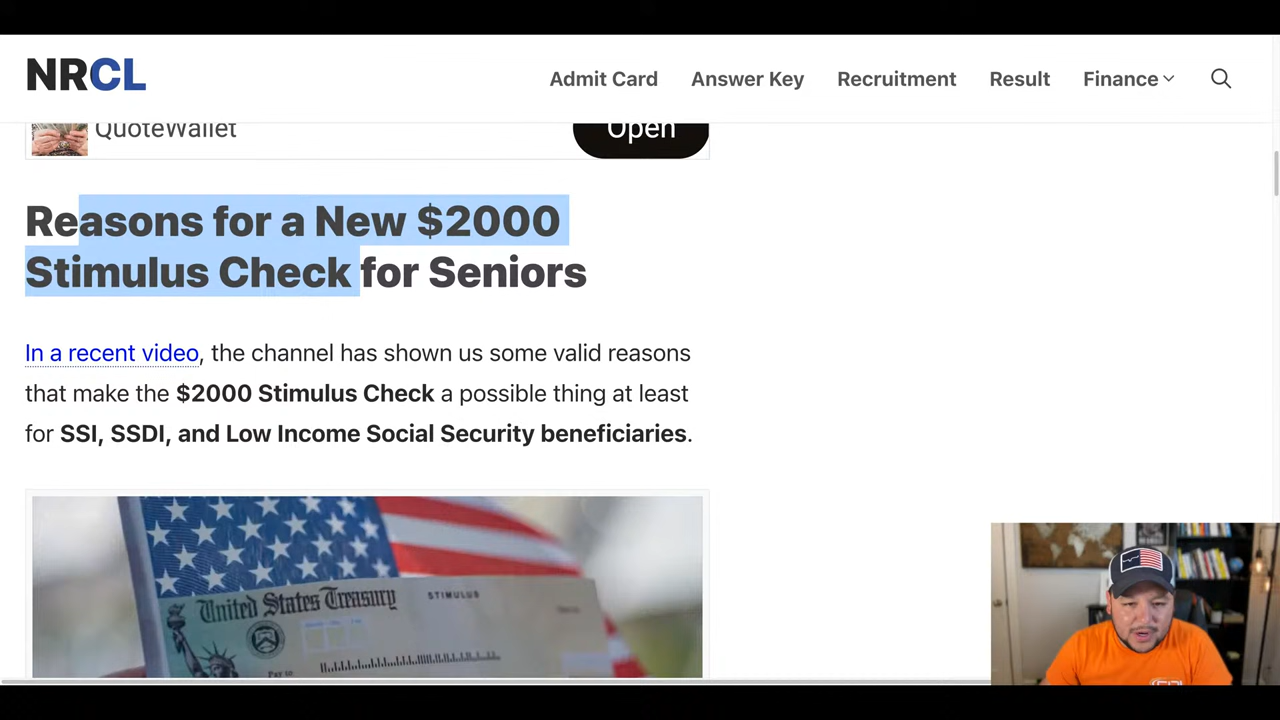 NRCL
Admit Card Answer Key Recruitment Result Finance
QuoteWallet
Open
Reasons for a New $2000
Stimulus Check for Seniors
In a recent video, the channel has shown us some valid reasons
that make the $2000 Stimulus Check a possible thing at least
for SSI, SSDI, and Low Income Social Security beneficiaries.
United States Treasury
STIMULUS
Pay to